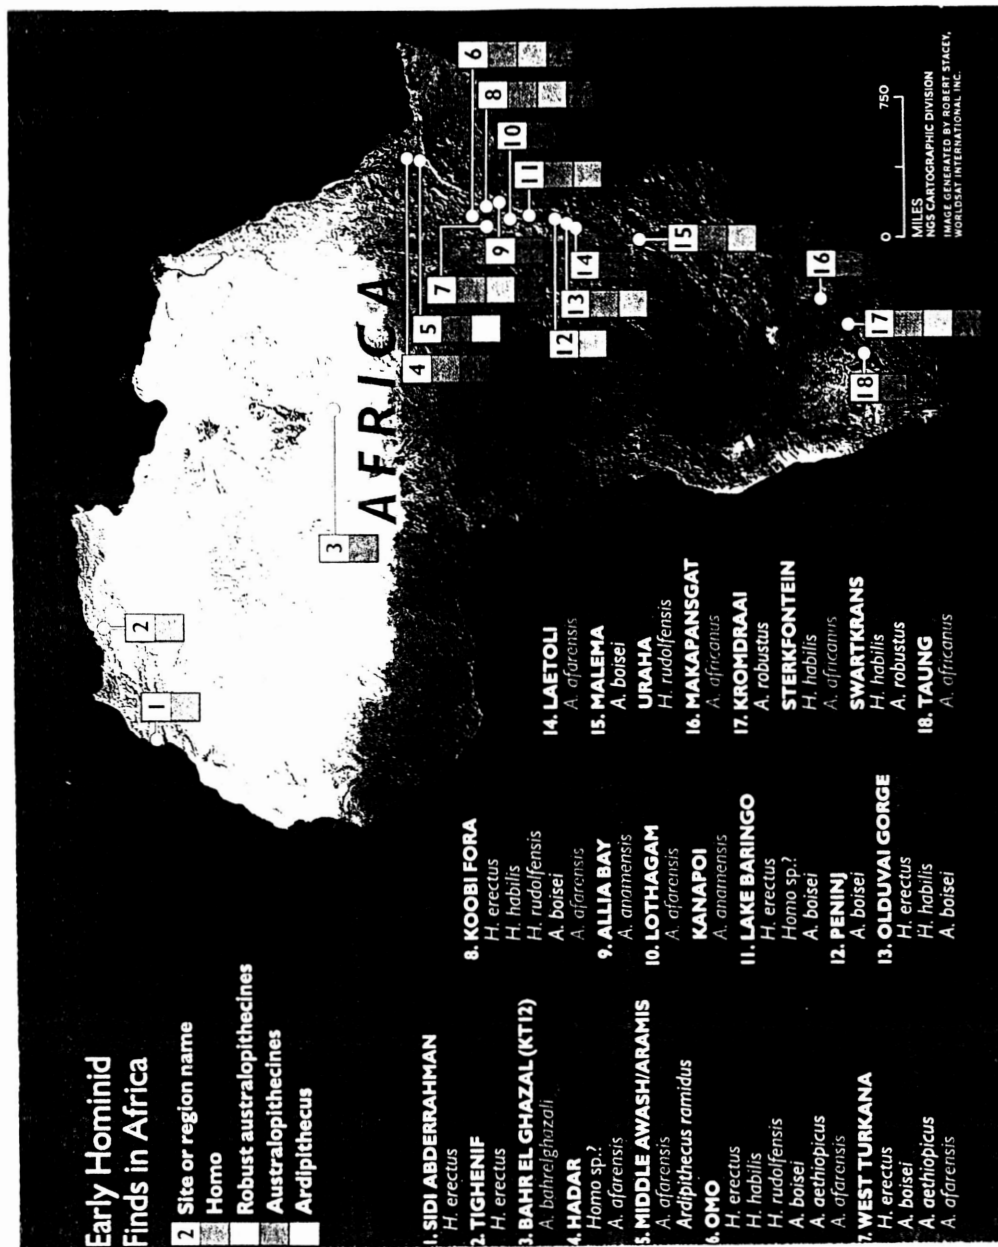 Early Hominid
Finds in Africa
2 Site or region name
Homo
Robust australopithecines
Australopithecines
Ardipithecus
1. SIDI ABDERRAHMAN
H. erectus
2. TIGHENIF
H. erectus
3. BAHR EL GHAZAL (KT12)
A. bahrelghazali
4. HADAR
Homo sp.?
A. afarensis
5. MIDDLE AWASH/ARAMIS
A. afarensis
Ardipithecus ramidus
6. OMO
H. erectus
H. habilis
H. rudolfensis
A. boisei
A. aethiopicus
A. afarensis
7. WEST TURKANA
H. erectus
A. boisei
A. aethiopicus
A. afarensis
8. KOOBI FORA
H. erectus
H. habilis
H. rudolfensis
A. boisei
A. afarensis
9. ALLIA BAY
A. anamensis
10. LOTHAGAM
A. afarensis
KANAPOI
A. anamensis
11. LAKE BARINGO
H. erectus
Homo sp.?
A. boisei
12. PENINJ
A. boisei
13. OLDUVAI GORGE
H. erectus
H. habilis
A. boisei
14. LAETOLI
A. afarensis
15. MALEMA
A. boisei
URAHA
H. rudolfensis
16. MAKAPANSGAT
A. africanus
17. KROMDRAAI
A. robustus
STERKFONTEIN
H. habilis
A. africanus
SWARTKRANS
H. habilis
A. robustus
18. TAUNG
A. africanus
1
2
3
AFRICA
4
5
6
7
8
9
10
11
12
13
14
15
16
17
18
0 750
MILES
NGS CARTOGRAPHIC DIVISION
IMAGE GENERATED BY ROBERT STACEY,
WORLDSAT INTERNATIONAL INC.